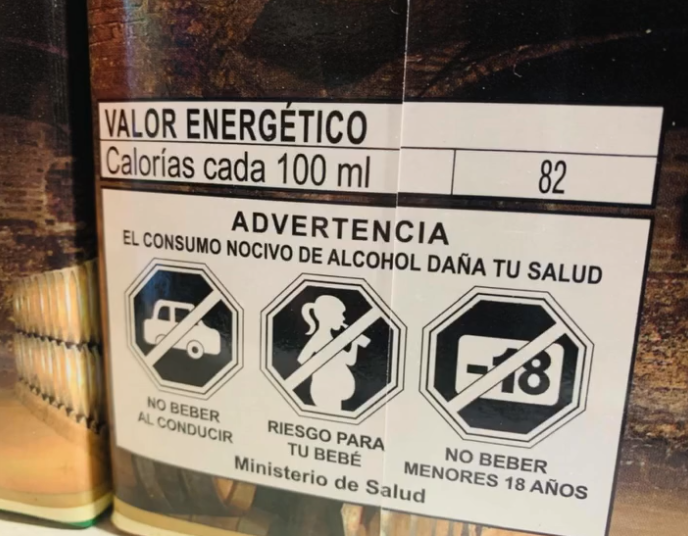 VALOR ENERGÉTICO
Calorías cada 100 ml 82
ADVERTENCIA
EL CONSUMO NOCIVO DE ALCOHOL DAÑA TU SALUD
-18
NO BEBER
AL CONDUCIR
RIESGO PARA
TU BEBÉ
NO BEBER
MENORES 18 AÑOS
Ministerio de Salud